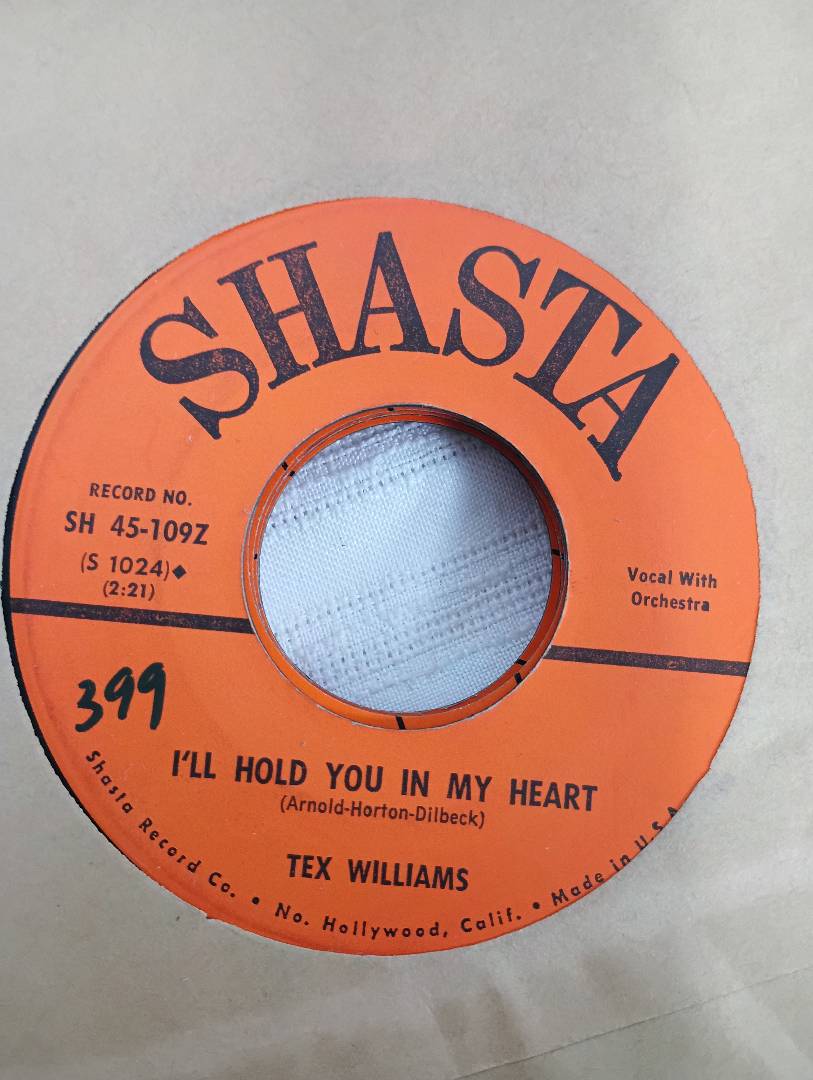 SHASTA
RECORD NO.
SH 45-109Z
(S 1024)◆
(2:21)
Vocal With
Orchestra
399
I'LL HOLD YOU IN MY HEART
(Arnold-Horton-Dilbeck)
TEX WILLIAMS
Shasta Record Co. • No. Hollywood, Calif. • Made in U.S.A.